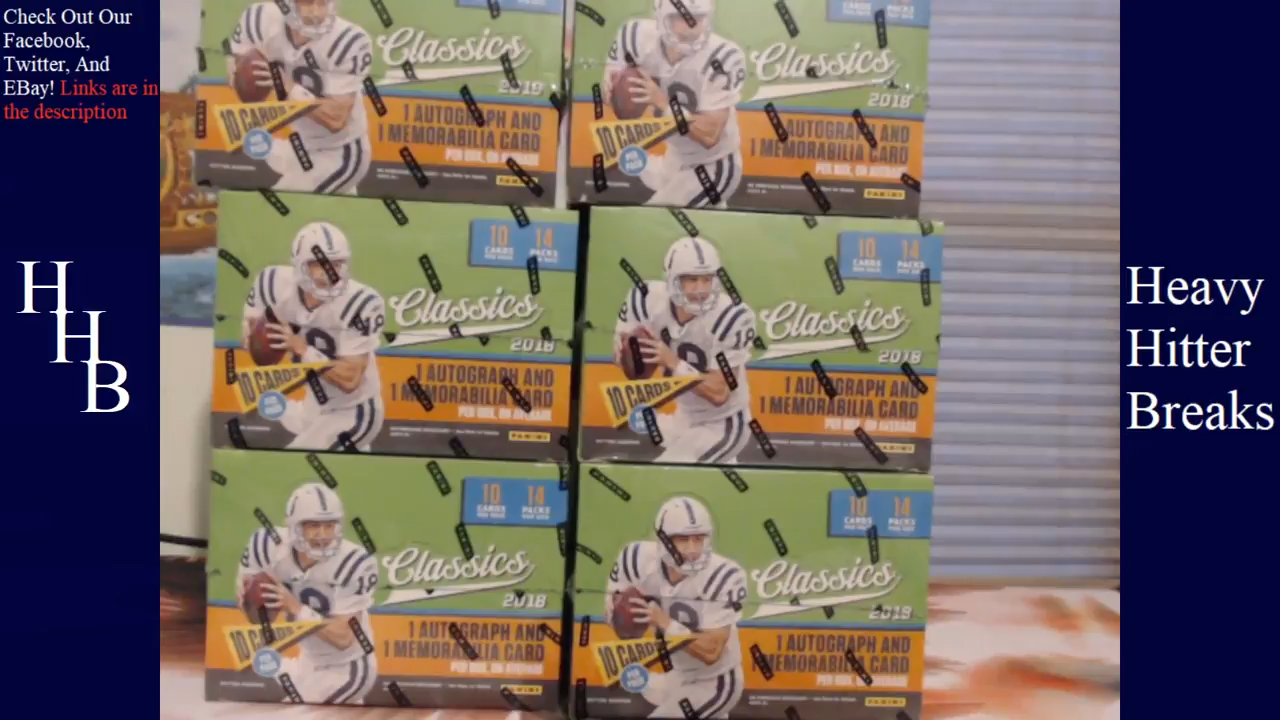 Check Out Our
Facebook,
Twitter, And
EBay! Links are in
the description
H
H
B
Heavy
Hitter
Breaks
Classics
2018
10 CARDS
PER PACK
1 AUTOGRAPH AND
1 MEMORABILIA CARD
PER BOX, ON AVERAGE
PANINI
Classics
2018
10 CARDS
PER PACK
1 AUTOGRAPH AND
1 MEMORABILIA CARD
PER BOX, ON AVERAGE
PANINI
10 14
CARDS PACKS
Classics
2018
10 CARDS
1 AUTOGRAPH AND
1 MEMORABILIA CARD
PER BOX, ON AVERAGE
PANINI
10 14
CARDS PACKS
Classics
2018
10 CARDS
1 AUTOGRAPH AND
1 MEMORABILIA CARD
PER BOX, ON AVERAGE
PANINI
10 14
CARDS PACKS
Classics
2018
10 CARDS
1 AUTOGRAPH AND
1 MEMORABILIA CARD
PER BOX, ON AVERAGE
PANINI
10 14
CARDS PACKS
Classics
2018
10 CARDS
1 AUTOGRAPH AND
1 MEMORABILIA CARD
PER BOX, ON AVERAGE
PANINI